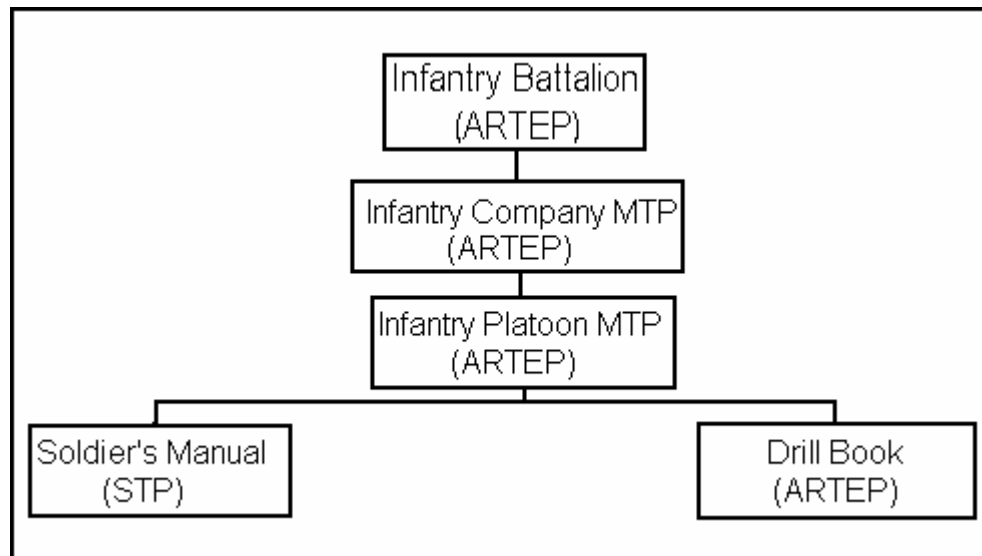 Infantry Battalion
(ARTEP)
Infantry Company MTP
(ARTEP)
Infantry Platoon MTP
(ARTEP)
Soldier's Manual
(STP)
Drill Book
(ARTEP)